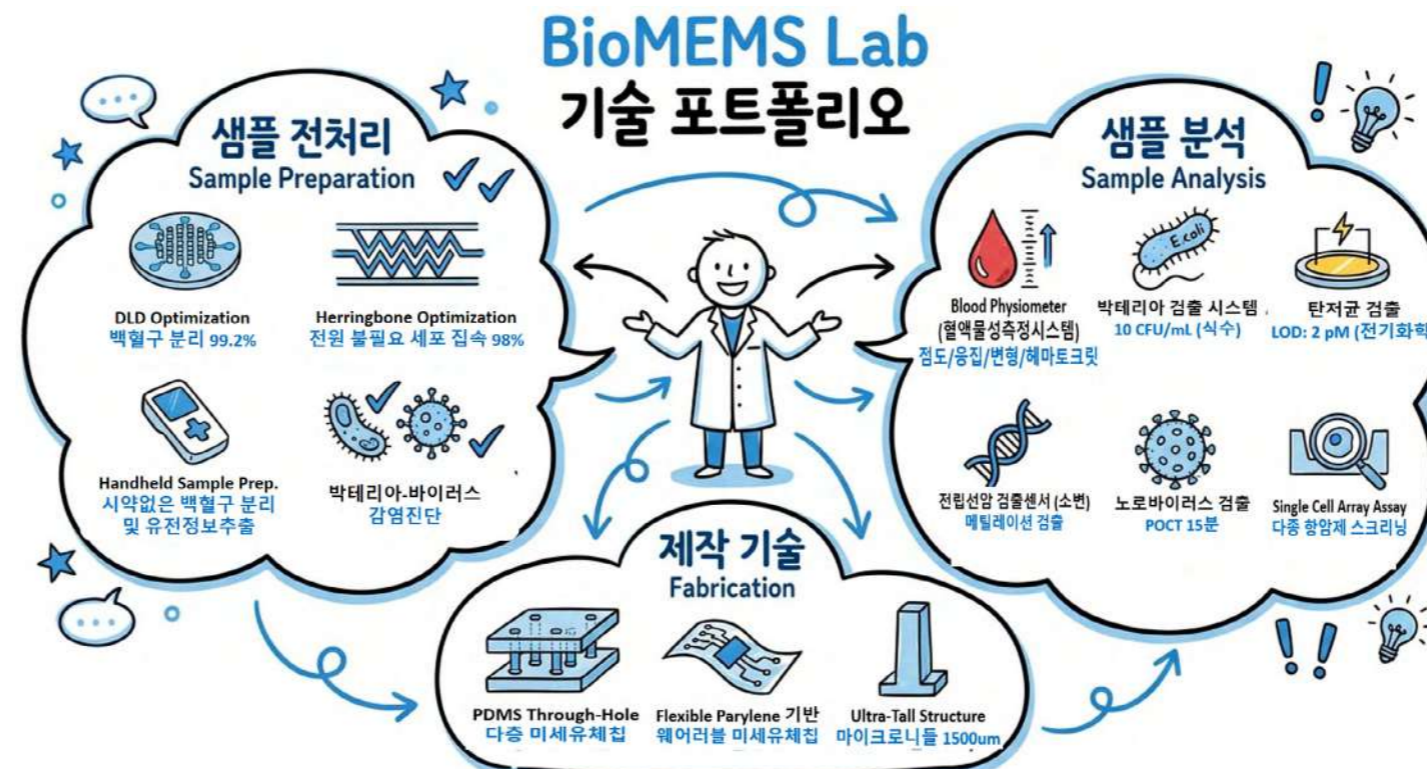 BioMEMS Lab
기술 포트폴리오
샘플 전처리
Sample Preparation
DLD Optimization
백혈구 분리 99.2%
Herringbone Optimization
전원 불필요 세포 집속 98%
Handheld Sample Prep.
시약없은 백혈구 분리
및 유전정보추출
박테리아-바이러스
감염진단
샘플 분석
Sample Analysis
Blood Physiometer
(혈액물성측정시스템)
점도/응집/변형/헤마토크릿
E.coli
박테리아 검출 시스템
10 CFU/mL (식수)
탄저균 검출
LOD: 2 pM (전기화학
전립선암 검출센서 (소변)
메틸레이션 검출
노로바이러스 검출
POCT 15분
Single Cell Array Assay
다종 항암제 스크리닝
제작 기술
Fabrication
PDMS Through-Hole
다층 미세유체칩
Flexible Parylene 기반
웨어러블 미세유체칩
Ultra-Tall Structure
마이크로니들 1500um